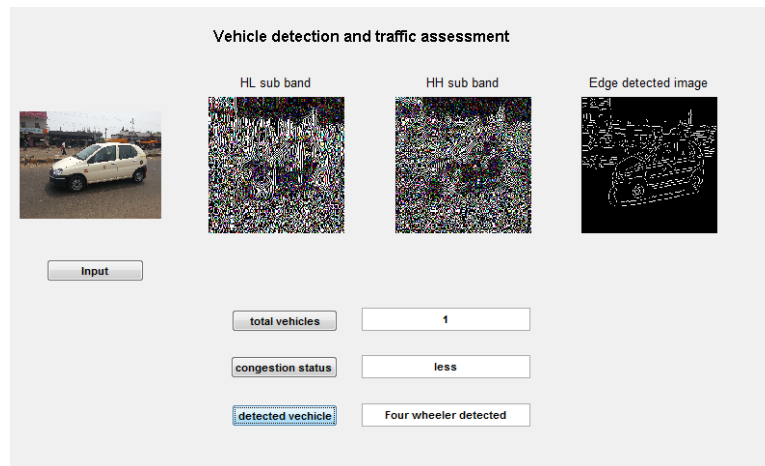 Vehicle detection and traffic assessment
HL sub band
HH sub band
Edge detected image
Input
total vehicles
1
congestion status
less
detected vechicle
Four wheeler detected